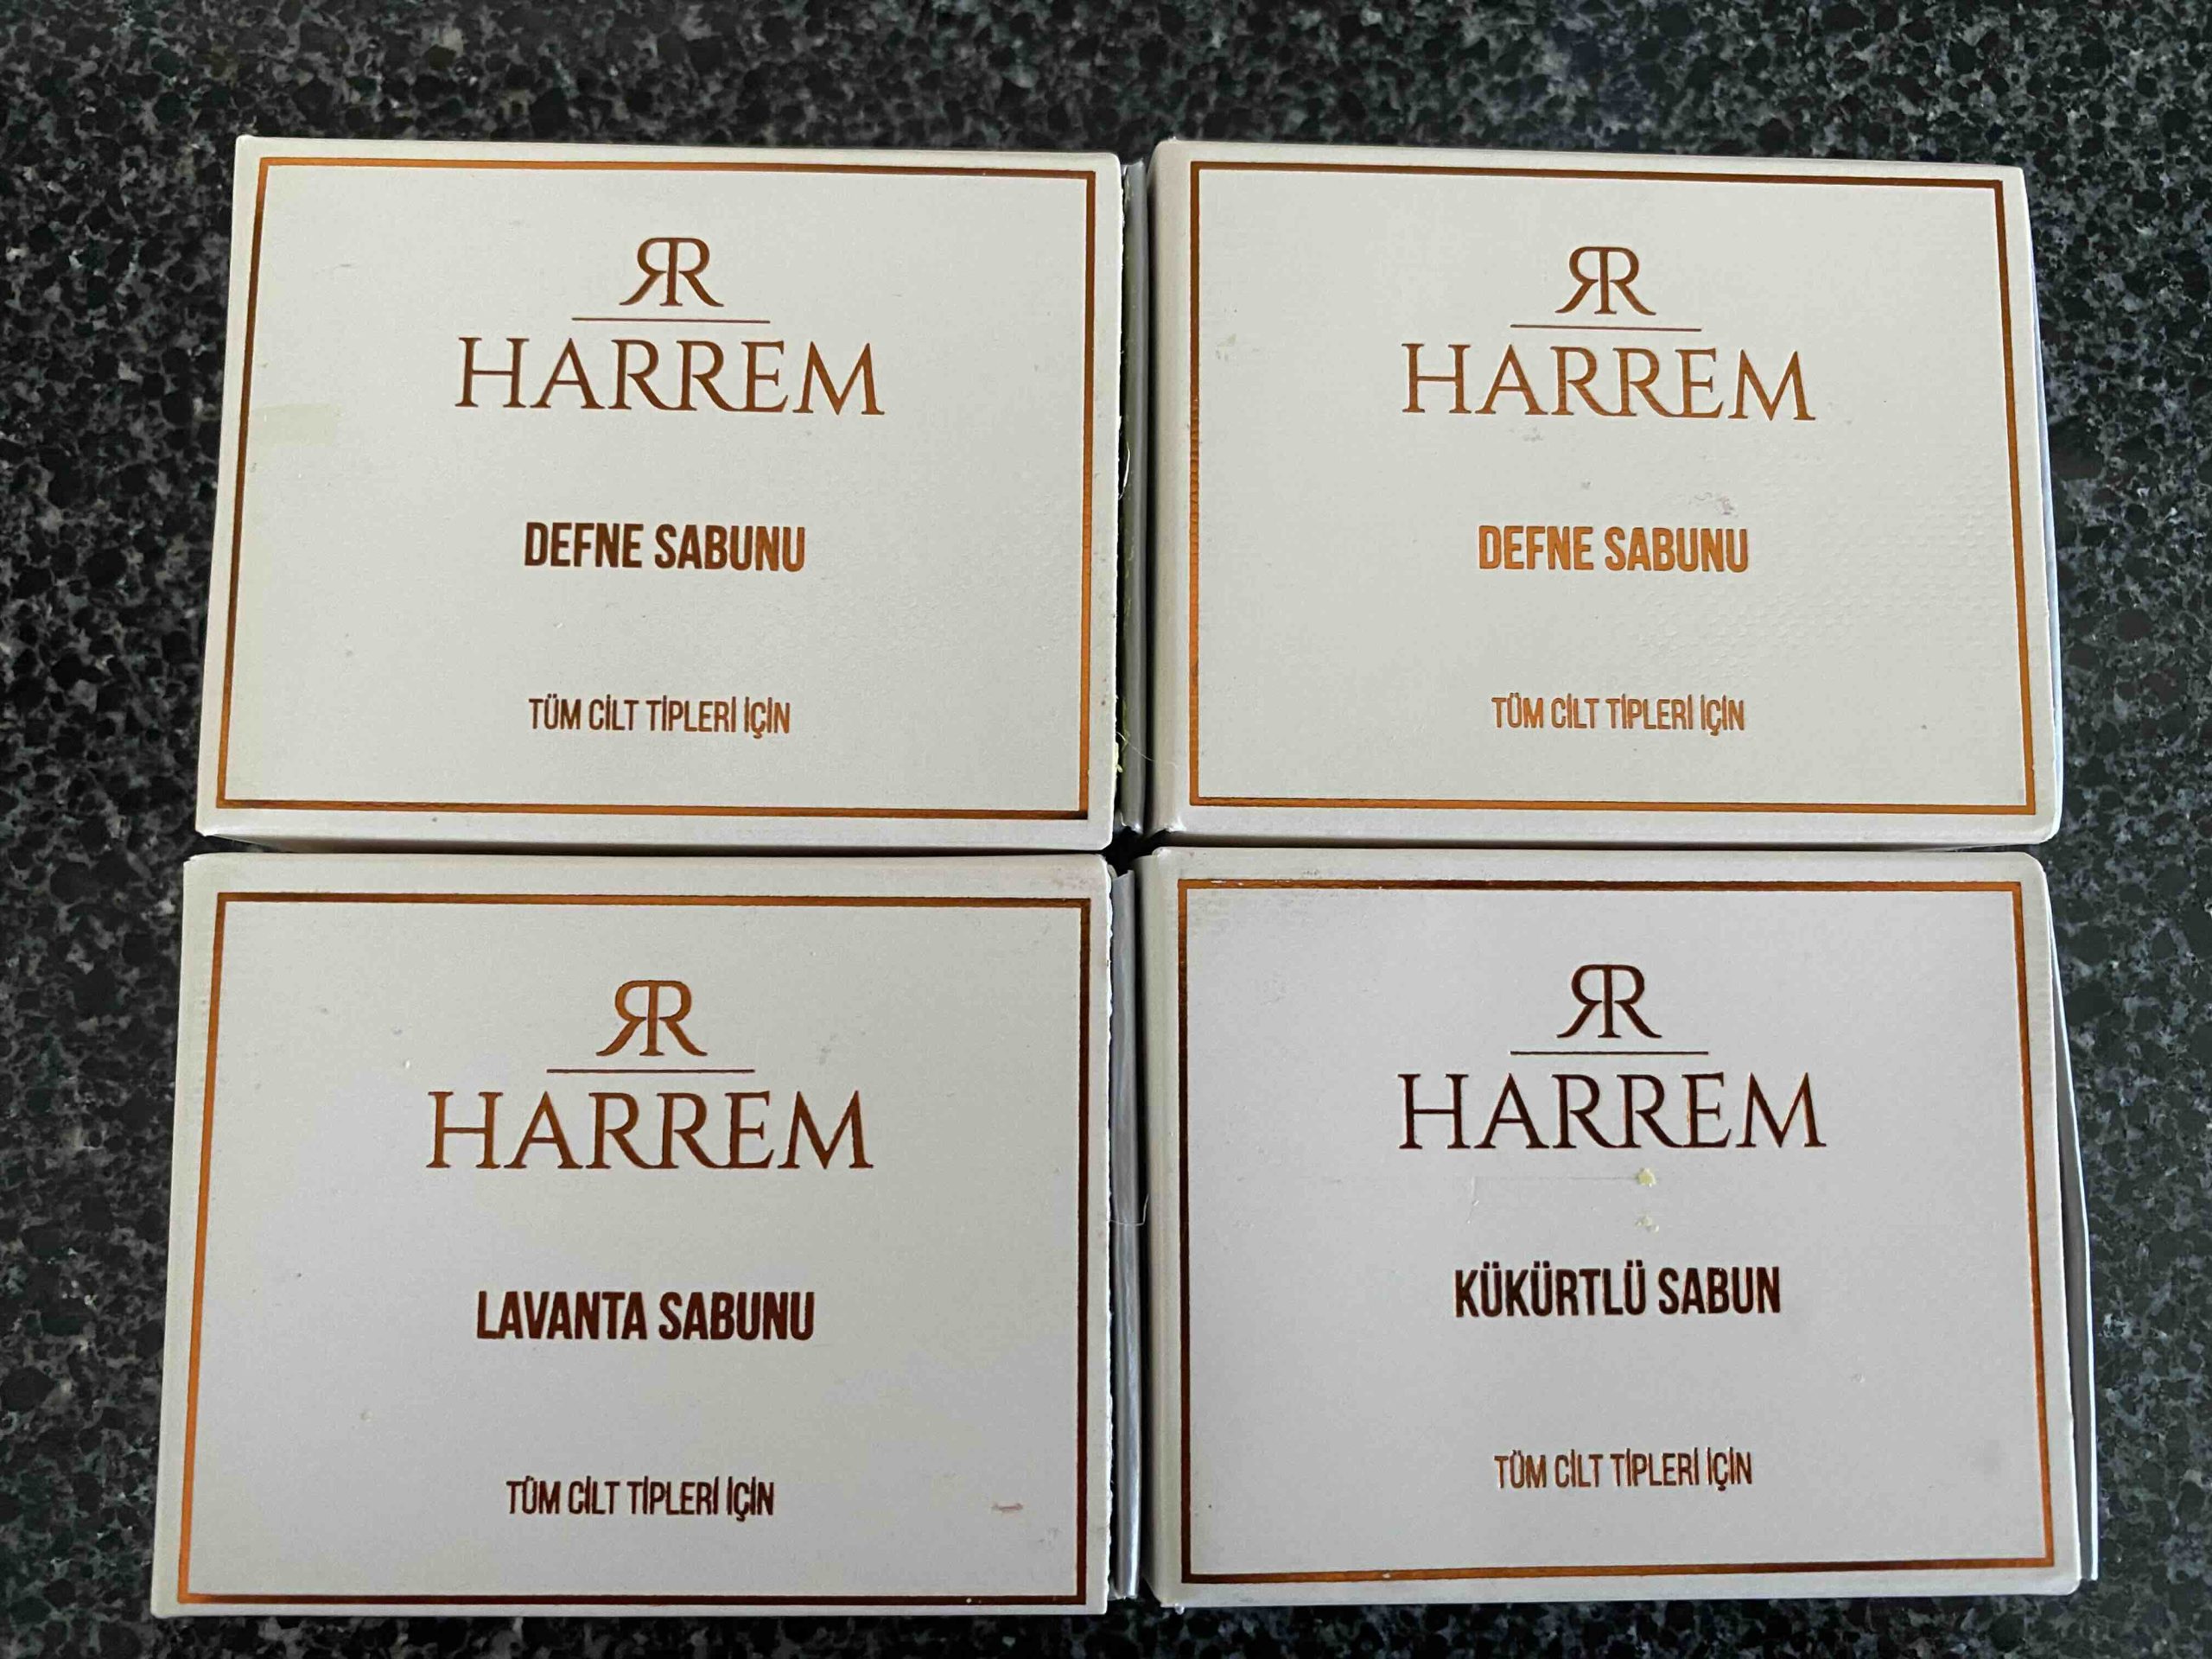 RR
HARREM
DEFNE SABUNU
TÜM CİLT TİPLERİ İÇİN
RR
HARREM
DEFNE SABUNU
TÜM CİLT TİPLERİ İÇİN
RR
HARREM
LAVANTA SABUNU
TÜM CİLT TİPLERİ İÇİN
RR
HARREM
KÜKÜRTLÜ SABUN
TÜM CİLT TİPLERİ İÇİN